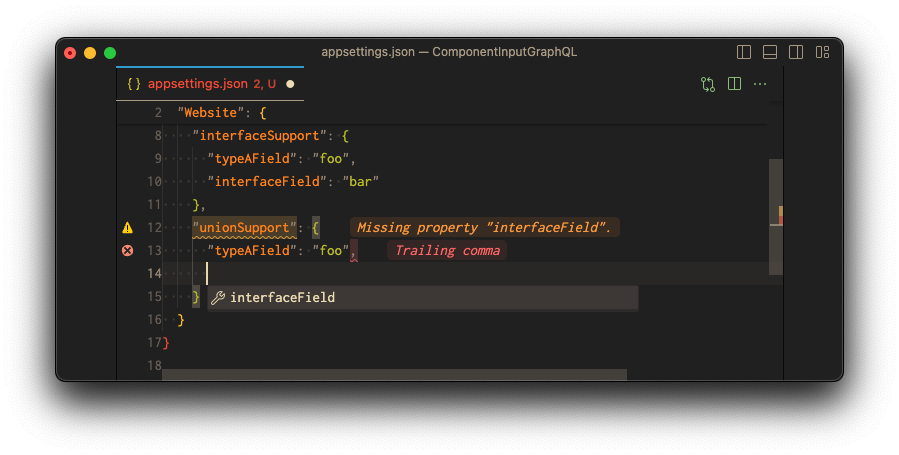 appsettings.json — ComponentInputGraphQL
{} appsettings.json 2, U
2 "Website": {
8 "interfaceSupport": {
9 "typeAField": "foo",
10 "interfaceField": "bar"
11 },
12 "unionSupport": { Missing property "interfaceField".
13 "typeAField": "foo", Trailing comma
14
15 } interfaceField
16 }
17 }
18